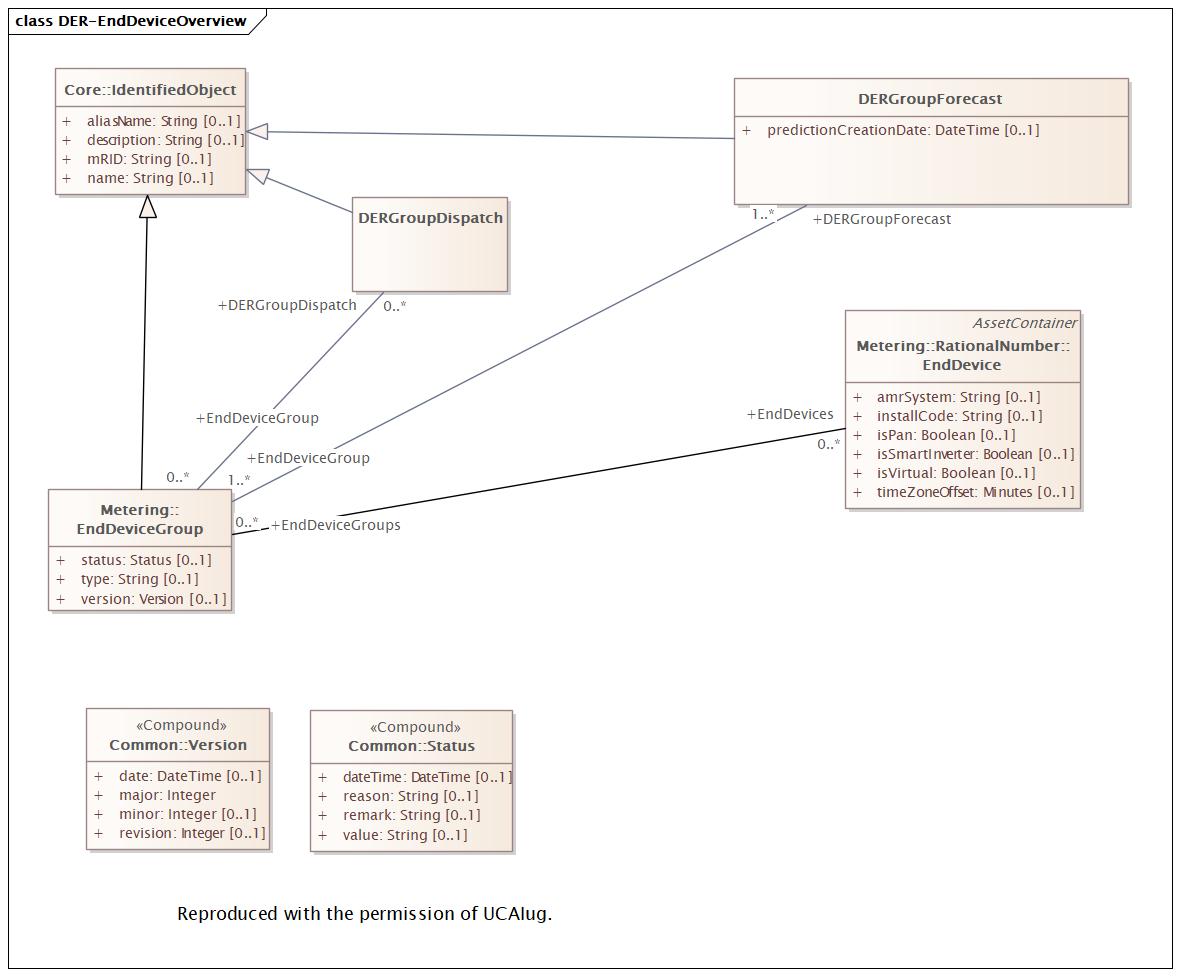 class DER-EndDeviceOverview
Core::IdentifiedObject
+ aliasName: String [0..1]
+ description: String [0..1]
+ mRID: String [0..1]
+ name: String [0..1]
DERGroupForecast
+ predictionCreationDate: DateTime [0..1]
DERGroupDispatch
1..*
+DERGroupForecast
+DERGroupDispatch
0..*
AssetContainer
Metering::RationalNumber::
EndDevice
+ amrSystem: String [0..1]
+ installCode: String [0..1]
+ isPan: Boolean [0..1]
+ isSmartInverter: Boolean [0..1]
+ isVirtual: Boolean [0..1]
+ timeZoneOffset: Minutes [0..1]
+EndDevices
0..*
+EndDeviceGroup
+EndDeviceGroup
0..*
1..*
0..*
+EndDeviceGroups
Metering::
EndDeviceGroup
+ status: Status [0..1]
+ type: String [0..1]
+ version: Version [0..1]
«Compound»
Common::Version
+ date: DateTime [0..1]
+ major: Integer
+ minor: Integer [0..1]
+ revision: Integer [0..1]
«Compound»
Common::Status
+ dateTime: DateTime [0..1]
+ reason: String [0..1]
+ remark: String [0..1]
+ value: String [0..1]
Reproduced with the permission of UCAIug.